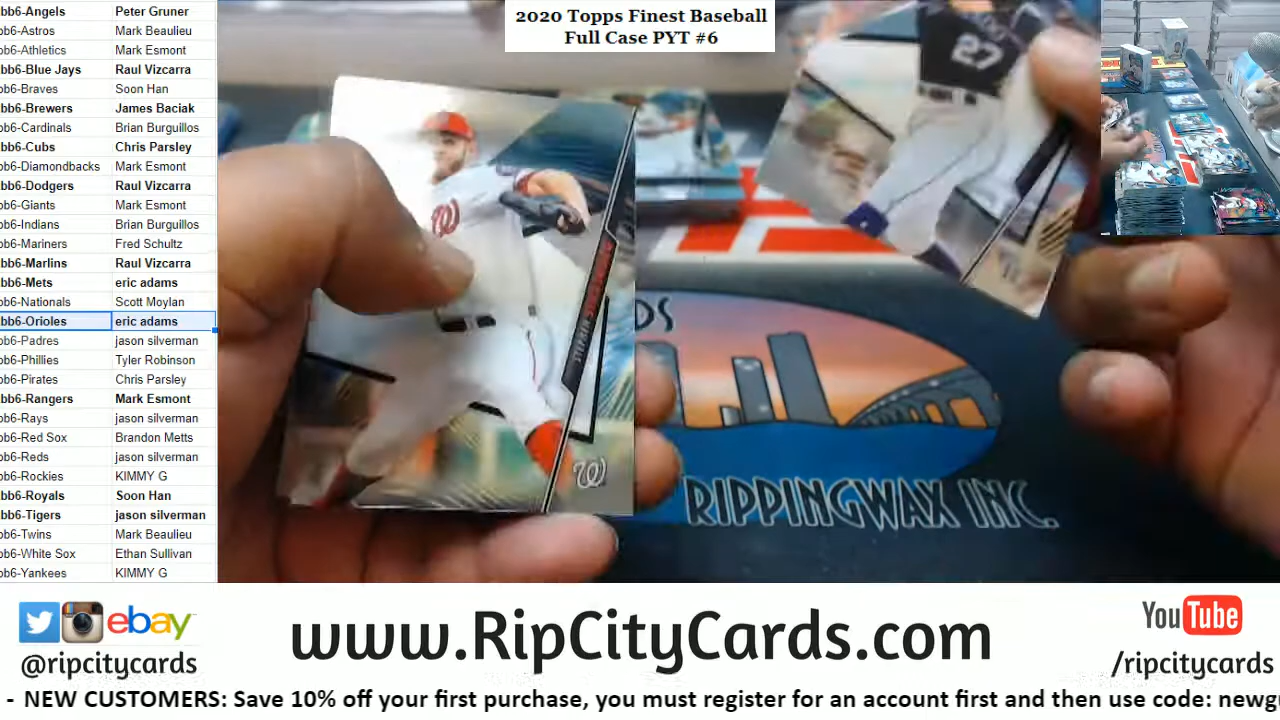 2020 Topps Finest Baseball
Full Case PYT #6
bb6-Angels Peter Gruner
bb6-Astros Mark Beaulieu
bb6-Athletics Mark Esmont
bb6-Blue Jays Raul Vizcarra
bb6-Braves Soon Han
bb6-Brewers James Baciak
bb6-Cardinals Brian Burguillos
bb6-Cubs Chris Parsley
bb6-Diamondbacks Mark Esmont
bb6-Dodgers Raul Vizcarra
bb6-Giants Mark Esmont
bb6-Indians Brian Burguillos
bb6-Mariners Fred Schultz
bb6-Marlins Raul Vizcarra
bb6-Mets eric adams
bb6-Nationals Scott Moylan
bb6-Orioles eric adams
bb6-Padres jason silverman
bb6-Phillies Tyler Robinson
bb6-Pirates Chris Parsley
bb6-Rangers Mark Esmont
bb6-Rays jason silverman
bb6-Red Sox Brandon Metts
bb6-Reds jason silverman
bb6-Rockies KIMMY G
bb6-Royals Soon Han
bb6-Tigers jason silverman
bb6-Twins Mark Beaulieu
bb6-White Sox Ethan Sullivan
bb6-Yankees KIMMY G
27
W
STEPHEN STRASBURG
W
DS
RIPPINGWAX INC.
ebay
@ripcitycards
www.RipCityCards.com
YouTube
/ripcitycards
- NEW CUSTOMERS: Save 10% off your first purchase, you must register for an account first and then use code: newg